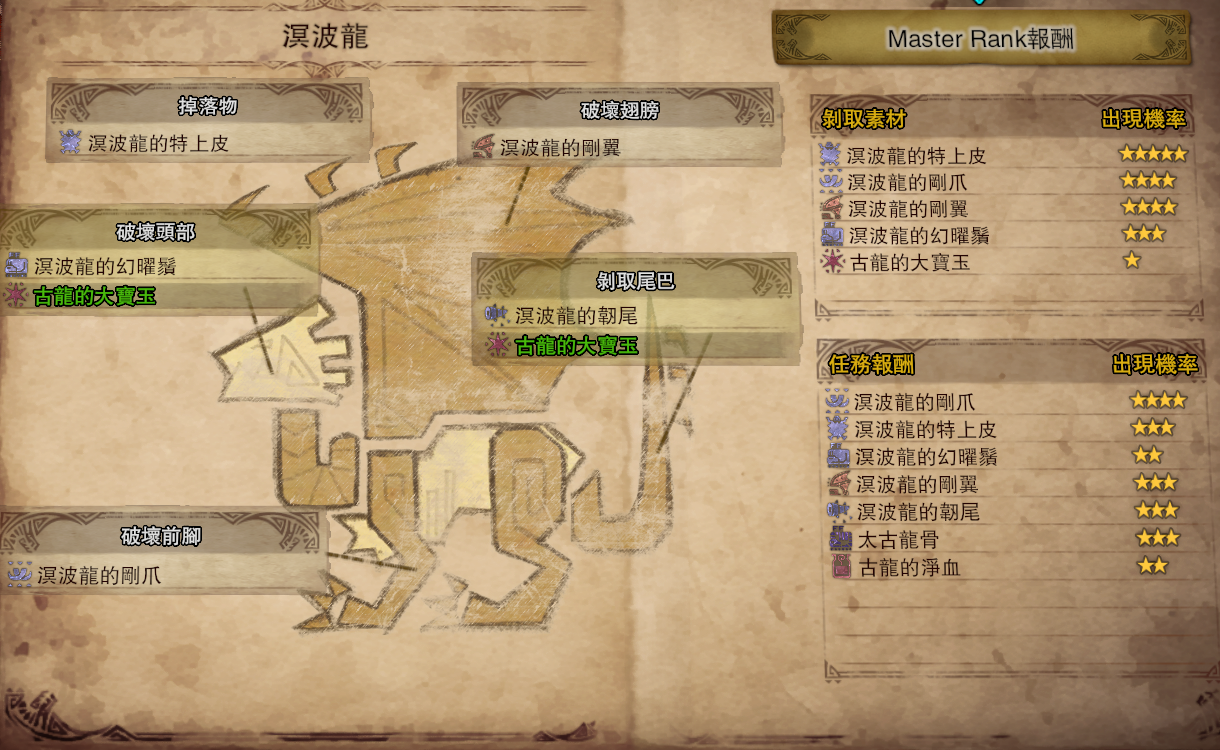 溟波龍
Master Rank報酬
掉落物
溟波龍的特上皮
破壞翅膀
溟波龍的剛翼
破壞頭部
溟波龍的幻曜鬚
古龍的大寶玉
剝取尾巴
溟波龍的韌尾
古龍的大寶玉
破壞前腳
溟波龍的剛爪
剝取素材 出現機率
溟波龍的特上皮
溟波龍的剛爪
溟波龍的剛翼
溟波龍的幻曜鬚
古龍的大寶玉
任務報酬 出現機率
溟波龍的剛爪
溟波龍的特上皮
溟波龍的幻曜鬚
溟波龍的剛翼
溟波龍的韌尾
太古龍骨
古龍的淨血